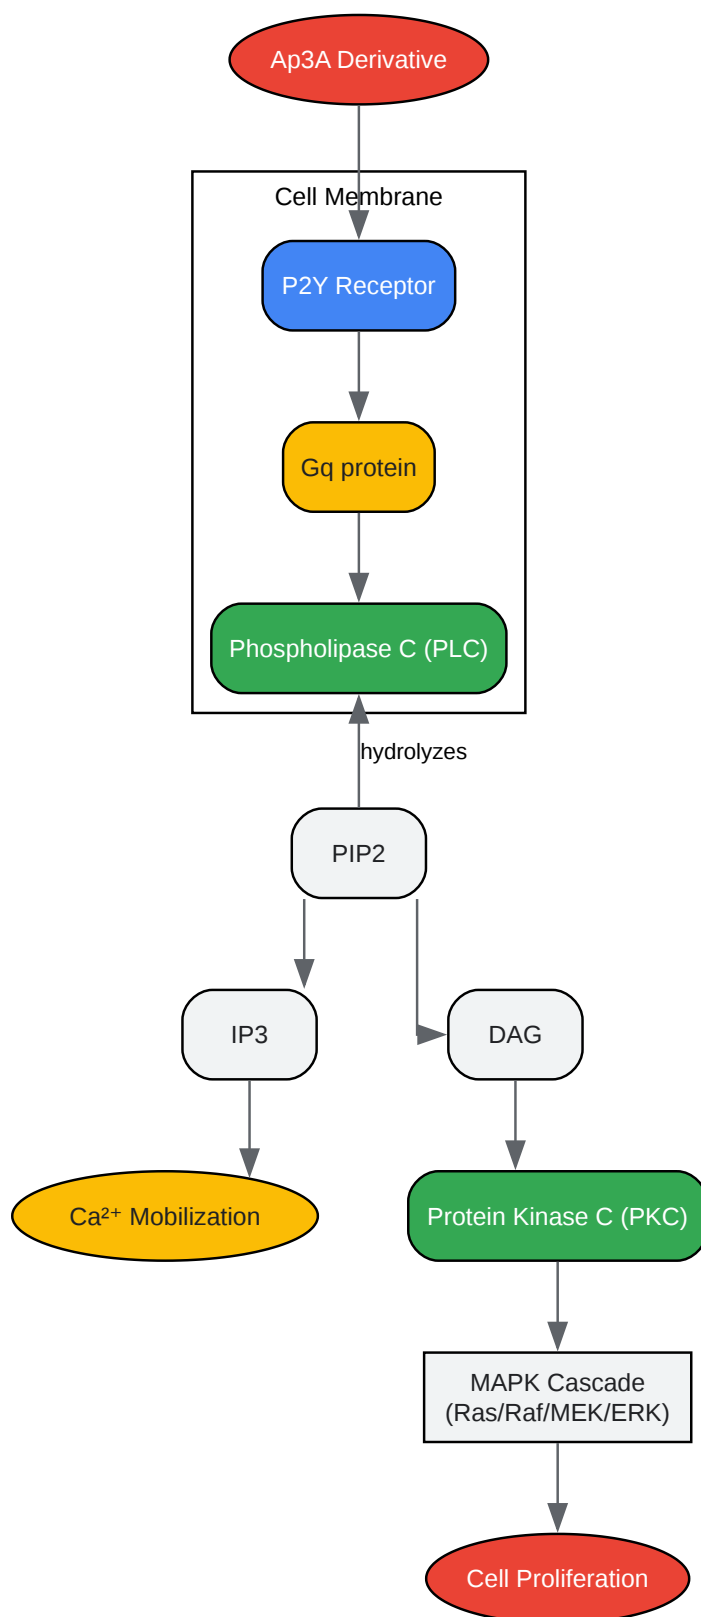 Ap3A Derivative
Cell Membrane
P2Y Receptor
Gq protein
Phospholipase C (PLC)
hydrolyzes
PIP2
IP3
DAG
Ca²⁺ Mobilization
Protein Kinase C (PKC)
MAPK Cascade
(Ras/Raf/MEK/ERK)
Cell Proliferation